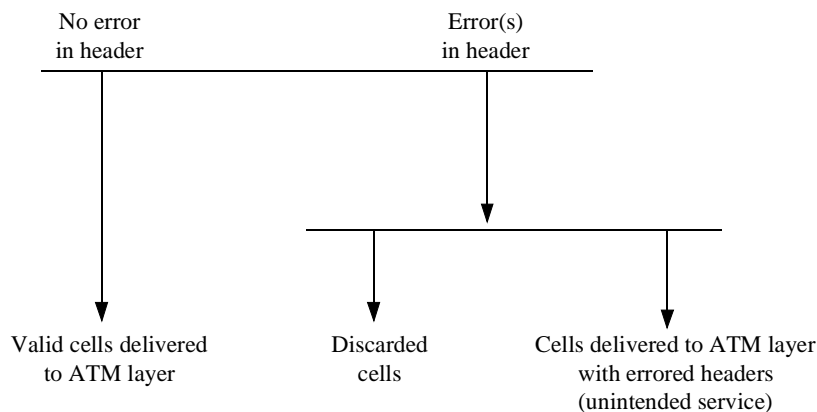 No error
in header
Error(s)
in header
Valid cells delivered
to ATM layer
Discarded
cells
Cells delivered to ATM layer
with errored headers
(unintended service)